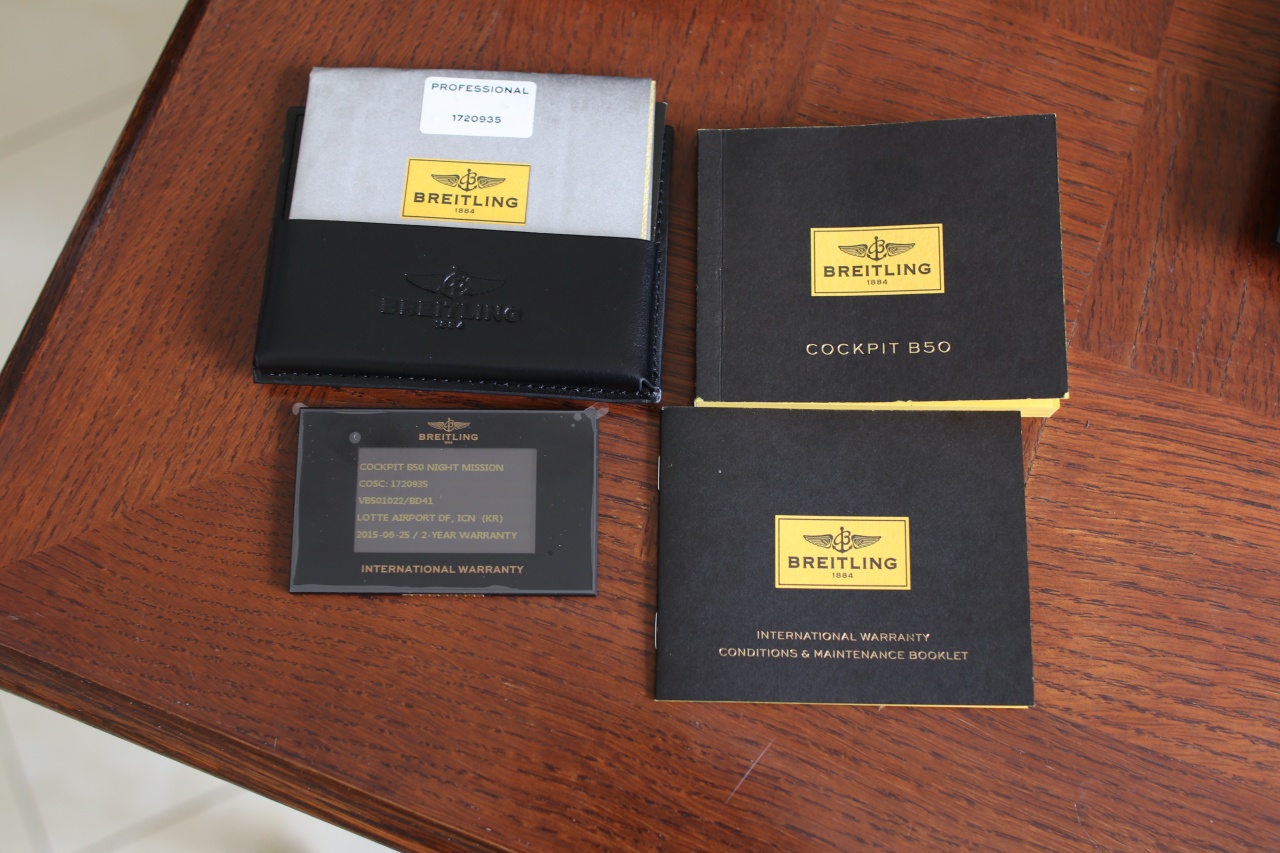 PROFESSIONAL
1720935
BREITLING
1884
BREITLING
1884
BREITLING
1884
COCKPIT B50
BREITLING
COCKPIT B50 NIGHT MISSION
COSC: 1720935
VB501022/BD41
LOTTE AIRPORT DF, ICN (KR)
2015-06-25 / 2-YEAR WARRANTY
INTERNATIONAL WARRANTY
BREITLING
1884
INTERNATIONAL WARRANTY
CONDITIONS & MAINTENANCE BOOKLET